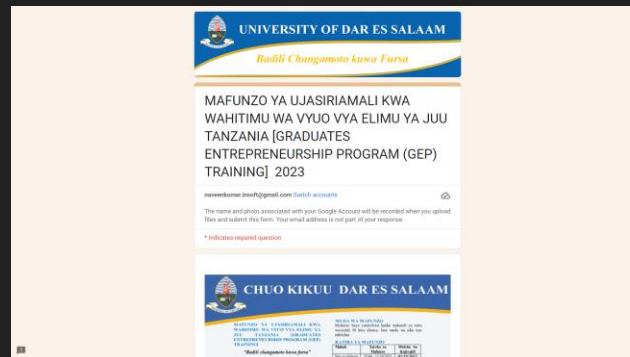 UNIVERSITY OF DAR ES SALAAM
Badili Changamoto kuwa Fursa
MAFUNZO YA UJASIRIAMALI KWA
WAHITIMU WA VYUO VYA ELIMU YA JUU
TANZANIA [GRADUATES
ENTREPRENEURSHIP PROGRAM (GEP)
TRAINING] 2023
naveenkumar.insoft@gmail.com Switch accounts
The name and photo associated with your Google Account will be recorded when you upload
files and submit this form. Your email address is not part of your response.
* Indicates required question
CHUO KIKUU DAR ES SALAAM
MAFUNZO YA UJASIRIAMALI KWA
WAHITIMU WA VYUO VYA ELIMU YA
JUU TANZANIA (GRADUATES
ENTREPRENEURSHIP PROGRAM (GEP)
TRAINING)
"Badili changamoto kuwa fursa"
MUDA WA MAFUNZO
RATIBA YA MAFUNZO